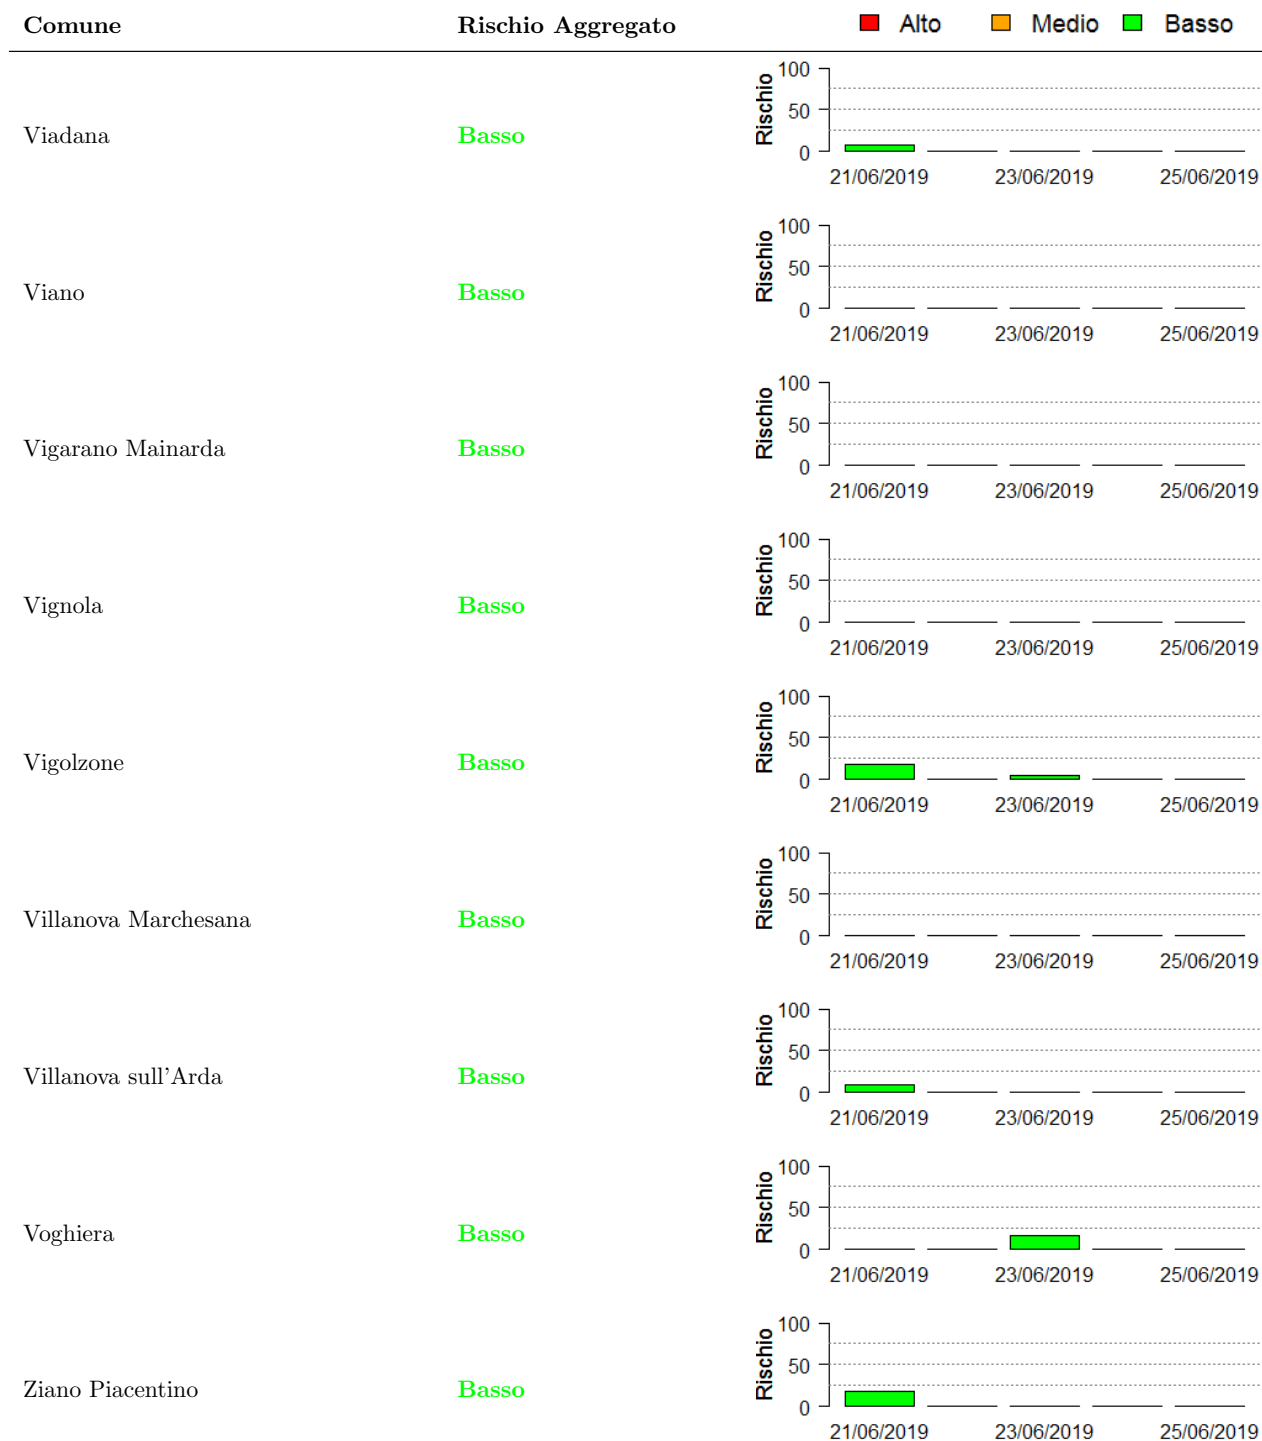 Comune Rischio Aggregato Alto Medio Basso
100
Rischio
50
Viadana Basso
0
21/06/2019 23/06/2019 25/06/2019
100
Rischio
50
Viano Basso
0
21/06/2019 23/06/2019 25/06/2019
100
Rischio
50
Vigarano Mainarda Basso
0
21/06/2019 23/06/2019 25/06/2019
100
Rischio
50
Vignola Basso
0
21/06/2019 23/06/2019 25/06/2019
100
Rischio
50
Vigolzone Basso
0
21/06/2019 23/06/2019 25/06/2019
100
Rischio
50
Villanova Marchesana Basso
0
21/06/2019 23/06/2019 25/06/2019
100
Rischio
50
Villanova sull'Arda Basso
0
21/06/2019 23/06/2019 25/06/2019
100
Rischio
50
Voghiera Basso
0
21/06/2019 23/06/2019 25/06/2019
100
Rischio
50
Ziano Piacentino Basso
0
21/06/2019 23/06/2019 25/06/2019